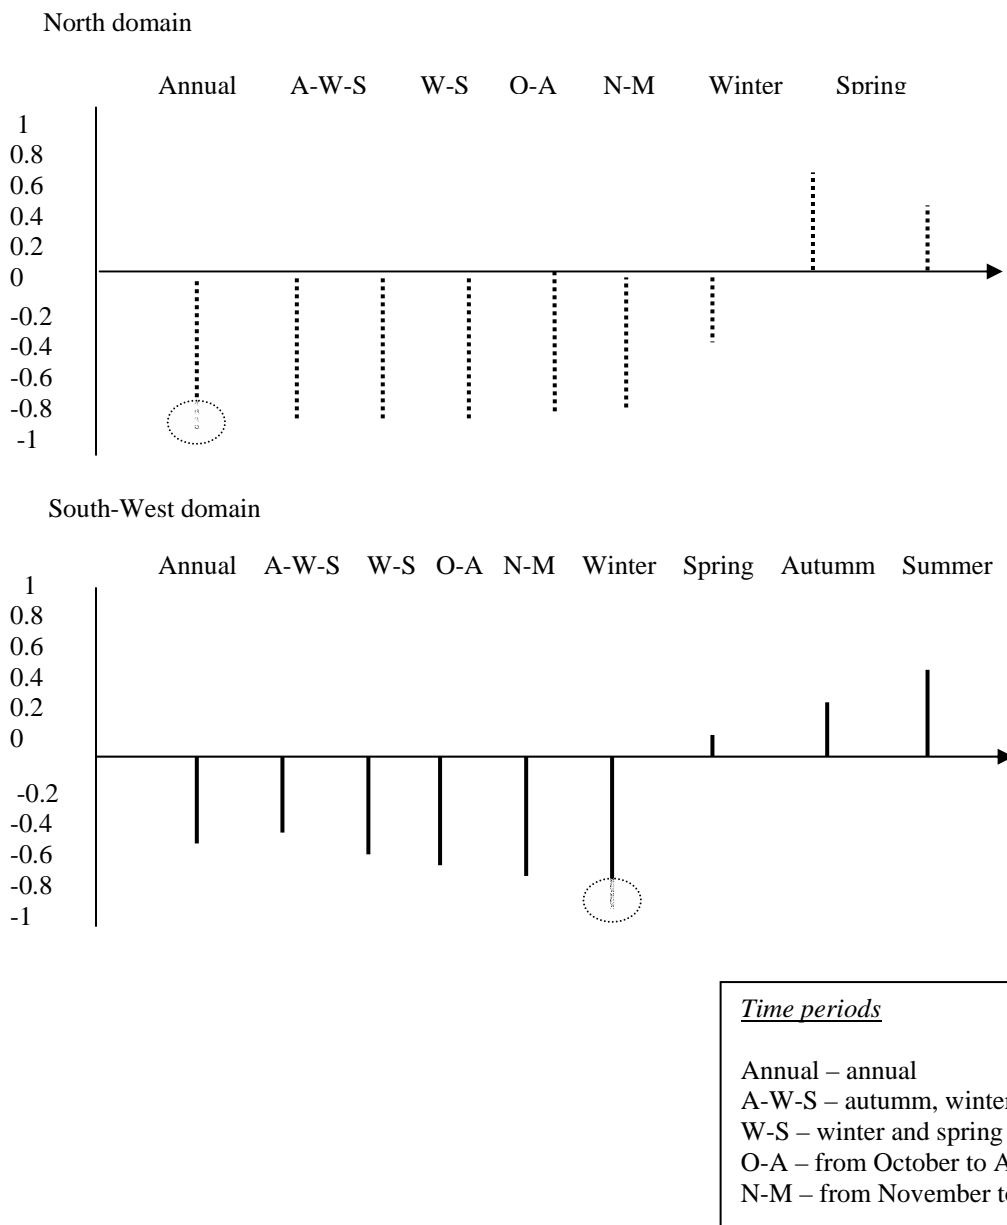 North domain
Annual A-W-S W-S O-A N-M Winter Spring
1
0.8
0.6
0.4
0.2
0
-0.2
-0.4
-0.6
-0.8
-1
South-West domain
Annual A-W-S W-S O-A N-M Winter Spring Autumm Summer
1
0.8
0.6
0.4
0.2
0
-0.2
-0.4
-0.6
-0.8
-1
Time periods
Annual – annual
A-W-S – autumm, winter
W-S – winter and spring
O-A – from October to A
N-M – from November to